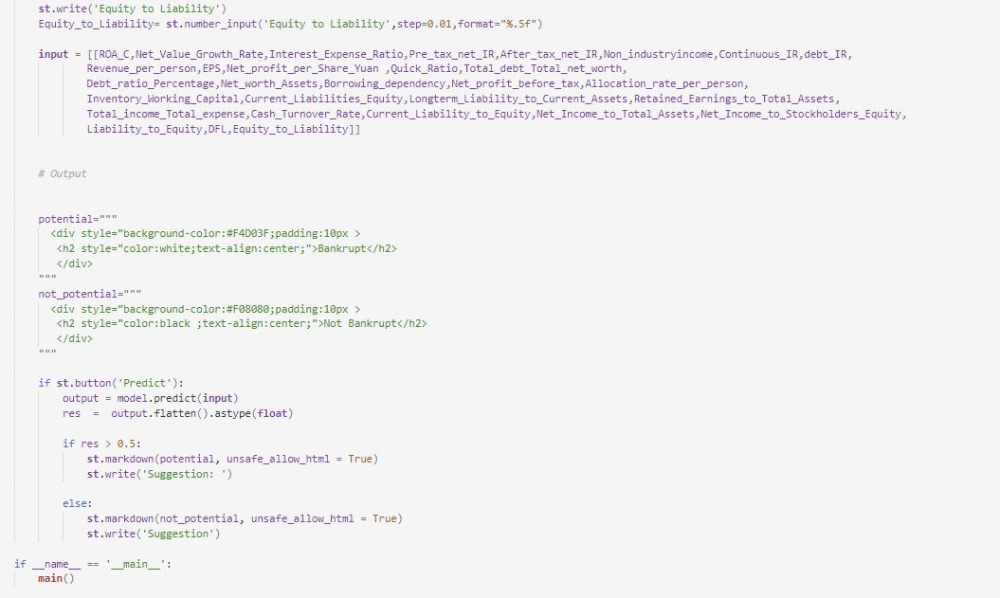 st.write('Equity to Liability')
Equity_to_Liability= st.number_input('Equity to Liability',step=0.01,format="%.5f")
input = [[ROA_C,Net_Value_Growth_Rate,Interest_Expense_Ratio,Pre_tax_net_IR,After_tax_net_IR,Non_industryincome,Continuous_IR,debt_IR,
Revenue_per_person,EPS,Net_profit_per_Share_Yuan ,Quick_Ratio,Total_debt_Total_net_worth,
Debt_ratio_Percentage,Net_worth_Assets,Borrowing_dependency,Net_profit_before_tax,Allocation_rate_per_person,
Inventory_Working_Capital,Current_Liabilities_Equity,Longterm_Liability_to_Current_Assets,Retained_Earnings_to_Total_Assets,
Total_income_Total_expense,Cash_Turnover_Rate,Current_Liability_to_Equity,Net_Income_to_Total_Assets,Net_Income_to_Stockholders_Equity,
Liability_to_Equity,DFL,Equity_to_Liability]]
# Output
potential="""
<div style="background-color:#F4D03F;padding:10px >
<h2 style="color:white;text-align:center;">Bankrupt</h2>
</div>
"""
not_potential="""
<div style="background-color:#F08080;padding:10px >
<h2 style="color:black ;text-align:center;">Not Bankrupt</h2>
</div>
"""
if st.button('Predict'):
output = model.predict(input)
res  =  output.flatten().astype(float)
if res > 0.5:
st.markdown(potential, unsafe_allow_html = True)
st.write('Suggestion: ')
else:
st.markdown(not_potential, unsafe_allow_html = True)
st.write('Suggestion')
if __name__ == '__main__':
main()